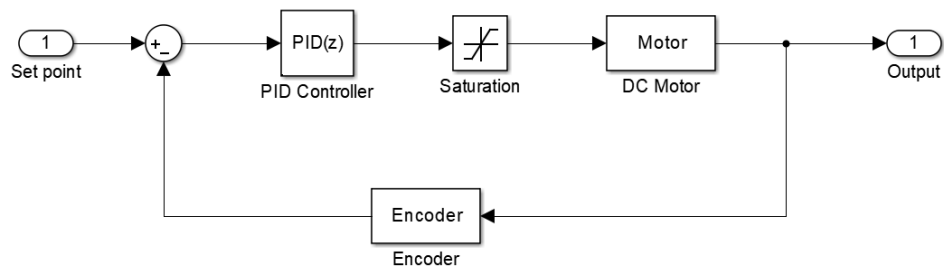 1
Set point
+
−
PID(z)
PID Controller
Saturation
Motor
DC Motor
1
Output
Encoder
Encoder